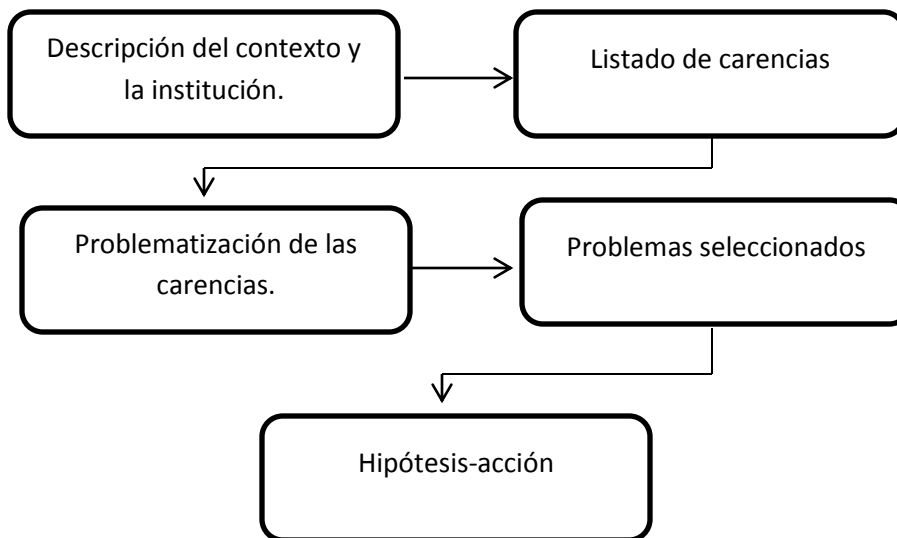 Descripción del contexto y
la institución.
Listado de carencias
Problematización de las
carencias.
Problemas seleccionados
Hipótesis-acción